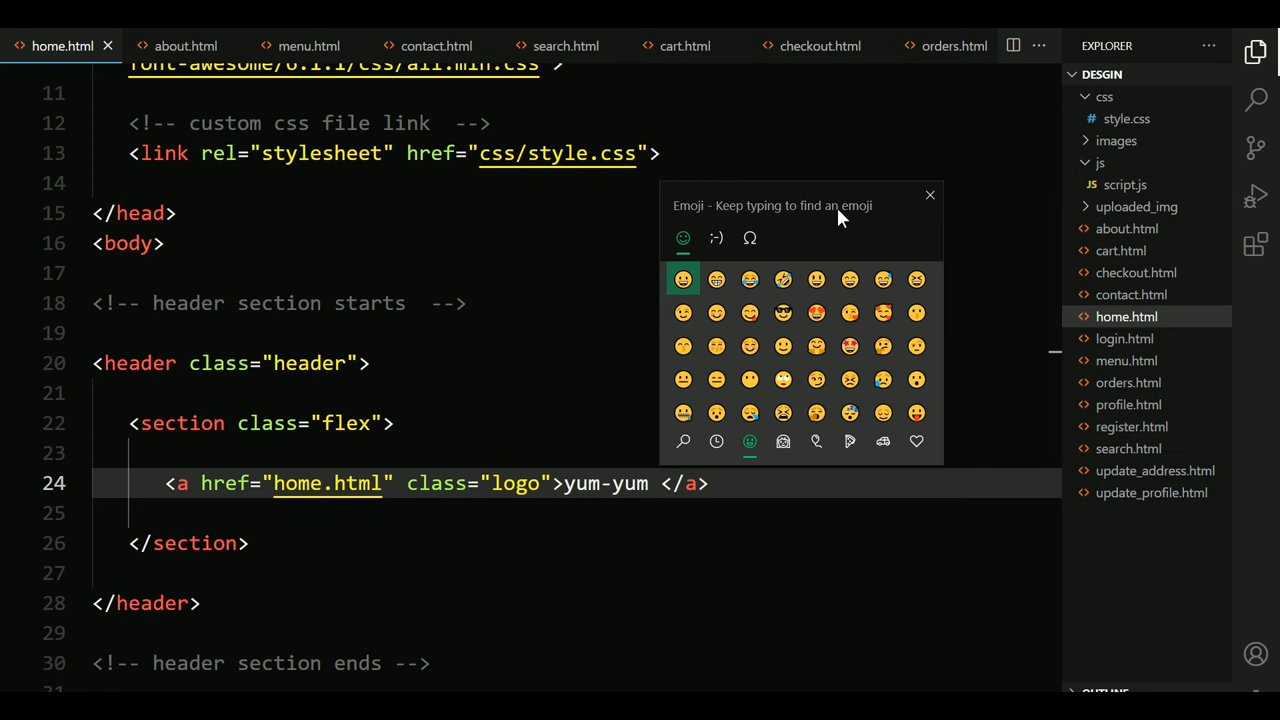 home.html
about.html
menu.html
contact.html
search.html
cart.html
checkout.html
orders.html
font-awesome/6.1.1/css/all.min.css">
11
12 <!-- custom css file link  -->
13 <link rel="stylesheet" href="css/style.css">
14
15 </head>
16 <body>
17
18 <!-- header section starts  -->
19
20 <header class="header">
21
22 <section class="flex">
23
24 <a href="home.html" class="logo">yum-yum </a>
25
26 </section>
27
28 </header>
29
30 <!-- header section ends -->
Emoji - Keep typing to find an emoji
;-)
Ω
EXPLORER
DESGIN
css
# style.css
images
js
JS script.js
uploaded_img
about.html
cart.html
checkout.html
contact.html
home.html
login.html
menu.html
orders.html
profile.html
register.html
search.html
update_address.html
update_profile.html
OUTLINE